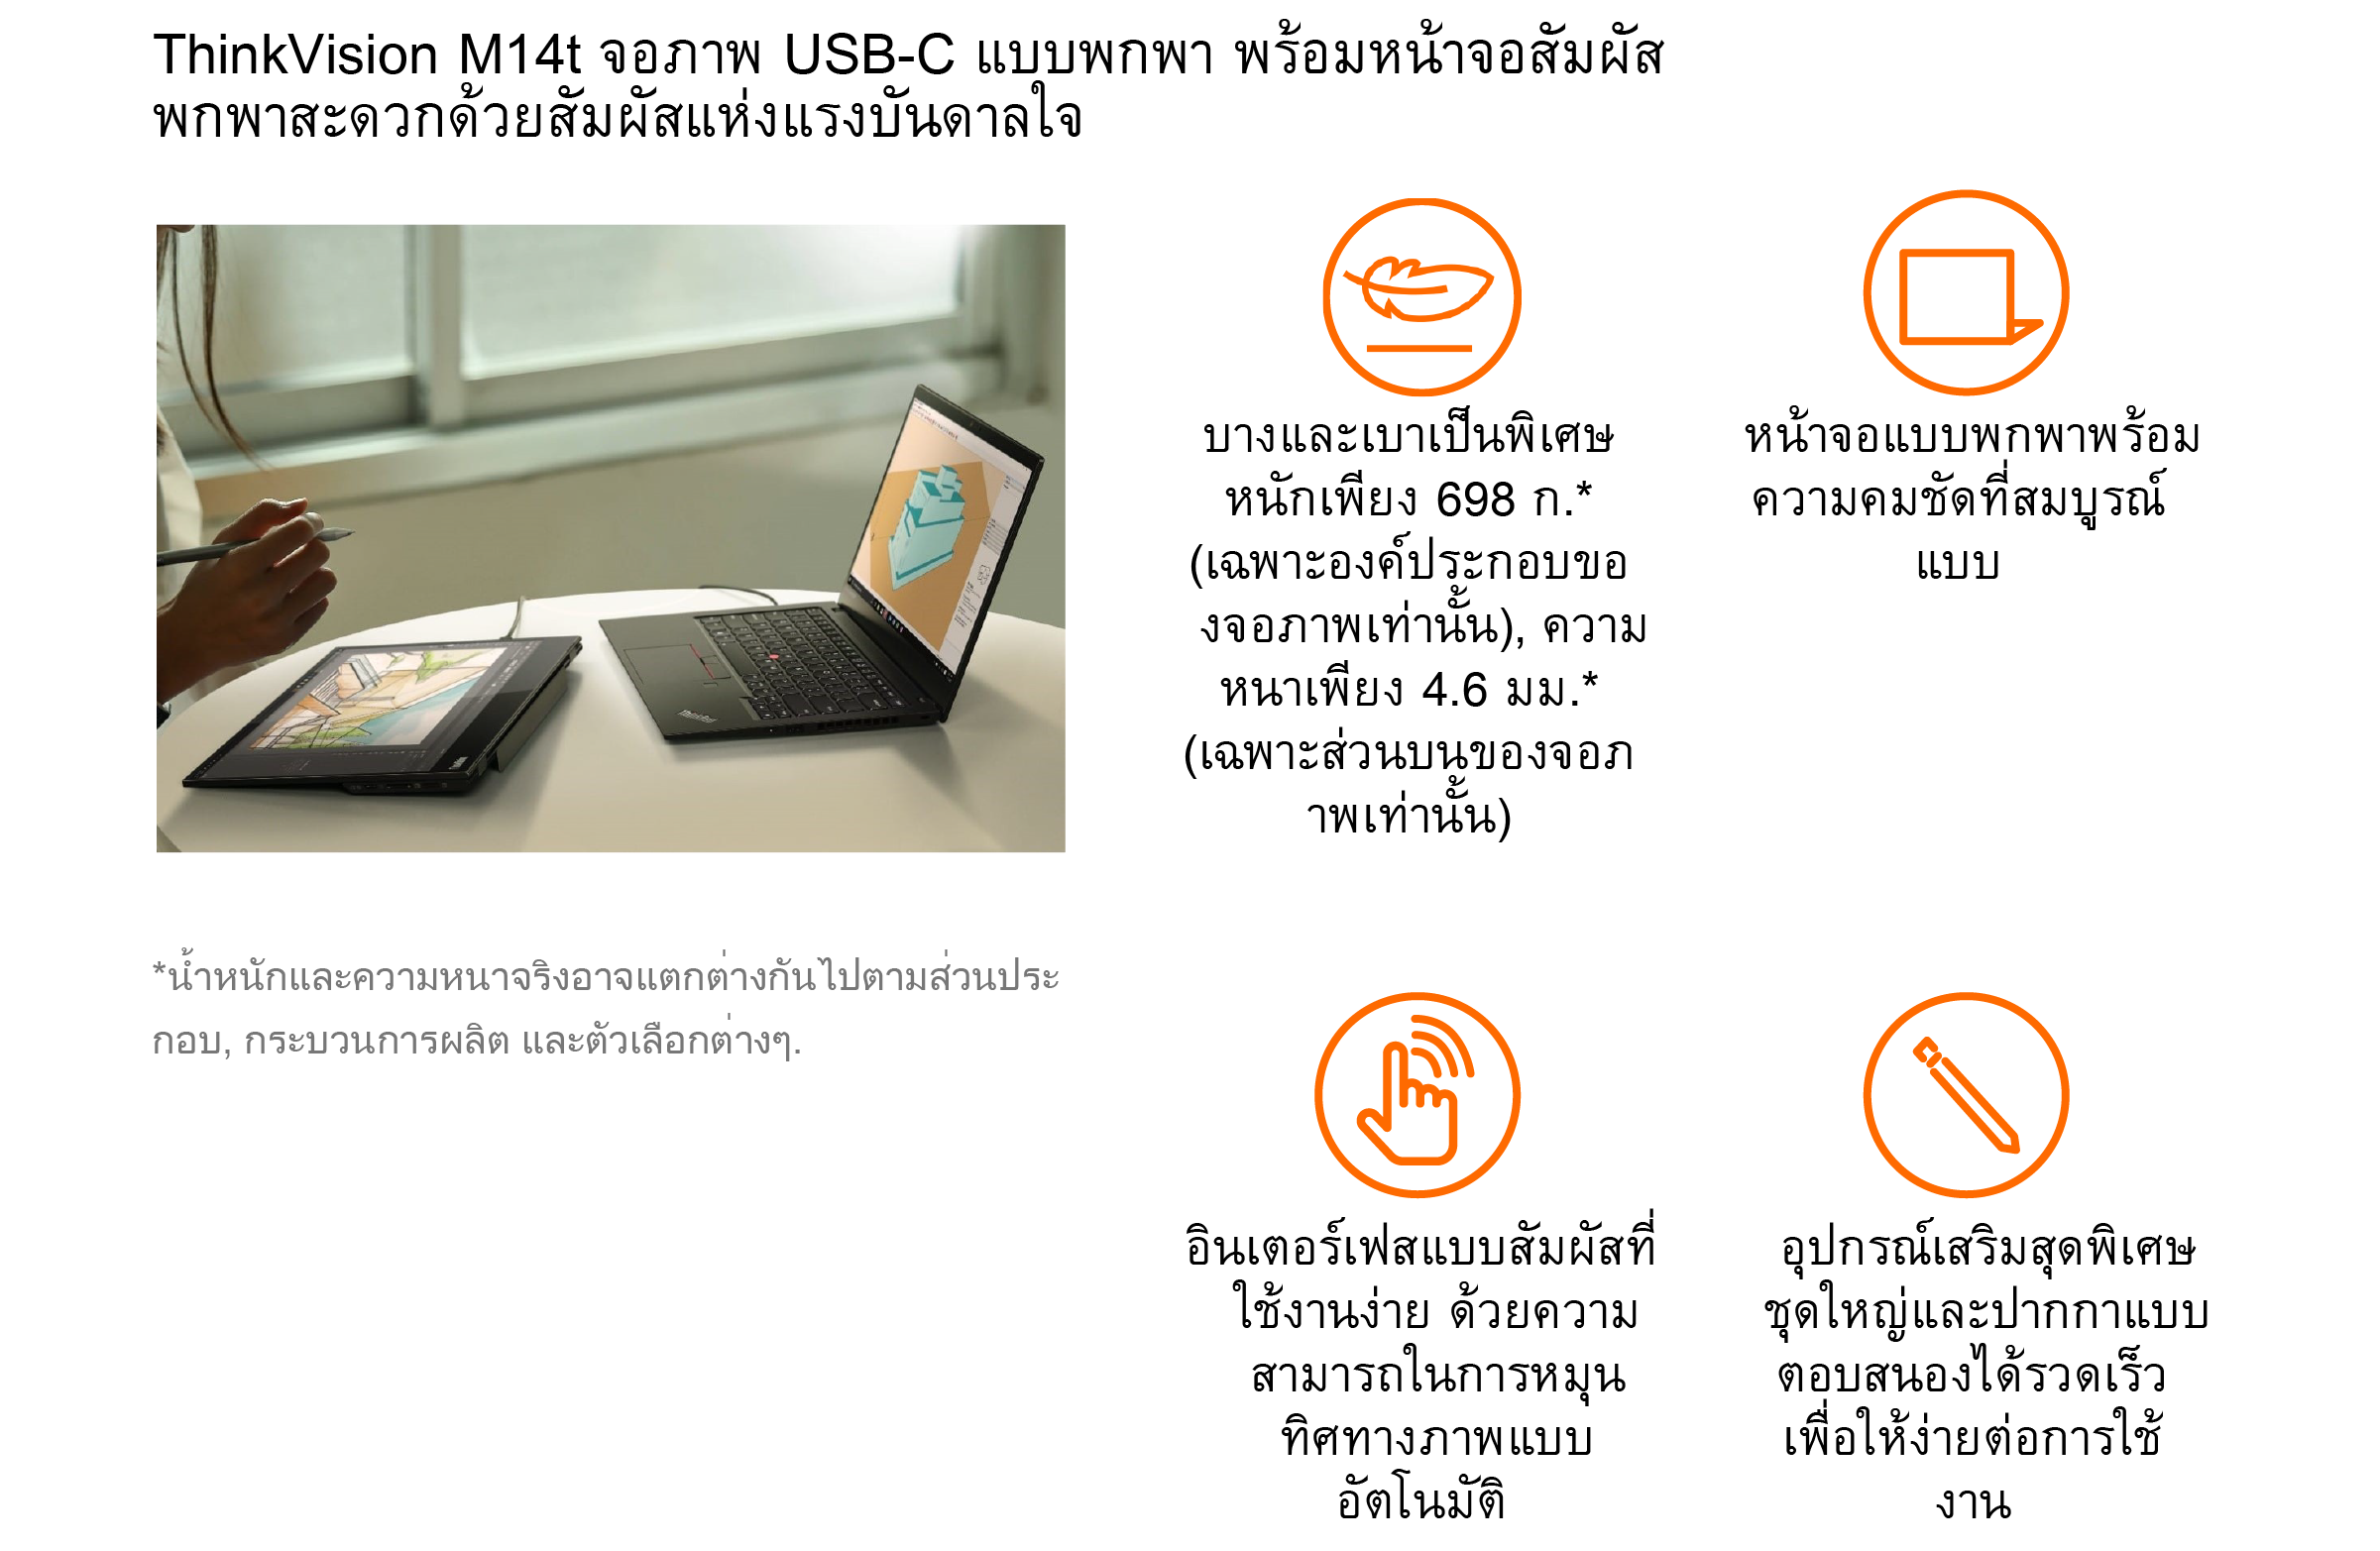 ThinkVision M14t จอภาพ USB-C แบบพกพา พร้อมหน้าจอสัมผัส
พกพาสะดวกด้วยสัมผัสแห่งแรงบันดาลใจ
บางและเบาเป็นพิเศษ
หนักเพียง 698 ก.*
(เฉพาะองค์ประกอบขอ
งจอภาพเท่านั้น), ความ
หนาเพียง 4.6 มม.*
(เฉพาะส่วนบนของจอภ
าพเท่านั้น)
หน้าจอแบบพกพาพร้อม
ความคมชัดที่สมบูรณ์
แบบ
*น้ำหนักและความหนาจริงอาจแตกต่างกันไปตามส่วนประ
กอบ, กระบวนการผลิต และตัวเลือกต่างๆ.
อินเตอร์เฟสแบบสัมผัสที่
ใช้งานง่าย ด้วยความ
สามารถในการหมุน
ทิศทางภาพแบบ
อัตโนมัติ
อุปกรณ์เสริมสุดพิเศษ
ชุดใหญ่และปากกาแบบ
ตอบสนองได้รวดเร็ว
เพื่อให้ง่ายต่อการใช้
งาน